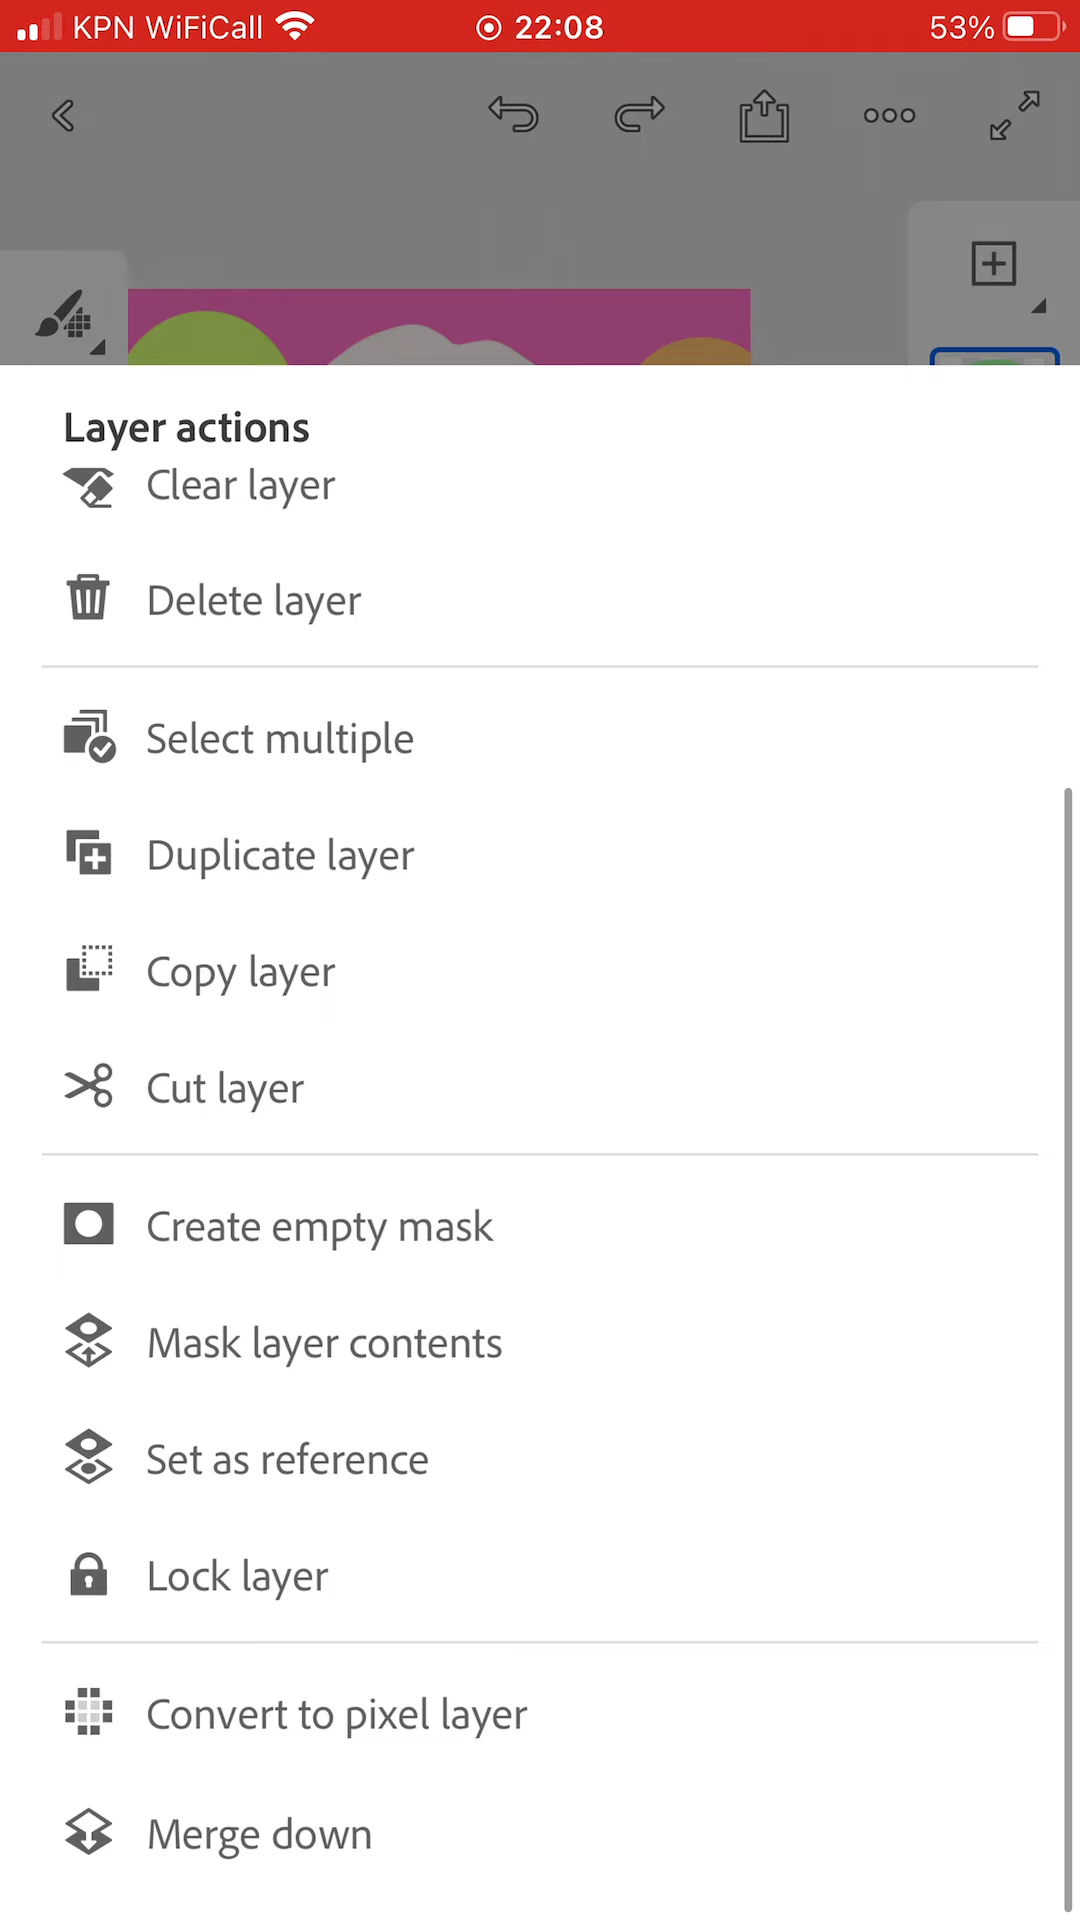 KPN WiFiCall 22:08 53%
Layer actions
Clear layer
Delete layer
Select multiple
Duplicate layer
Copy layer
Cut layer
Create empty mask
Mask layer contents
Set as reference
Lock layer
Convert to pixel layer
Merge down